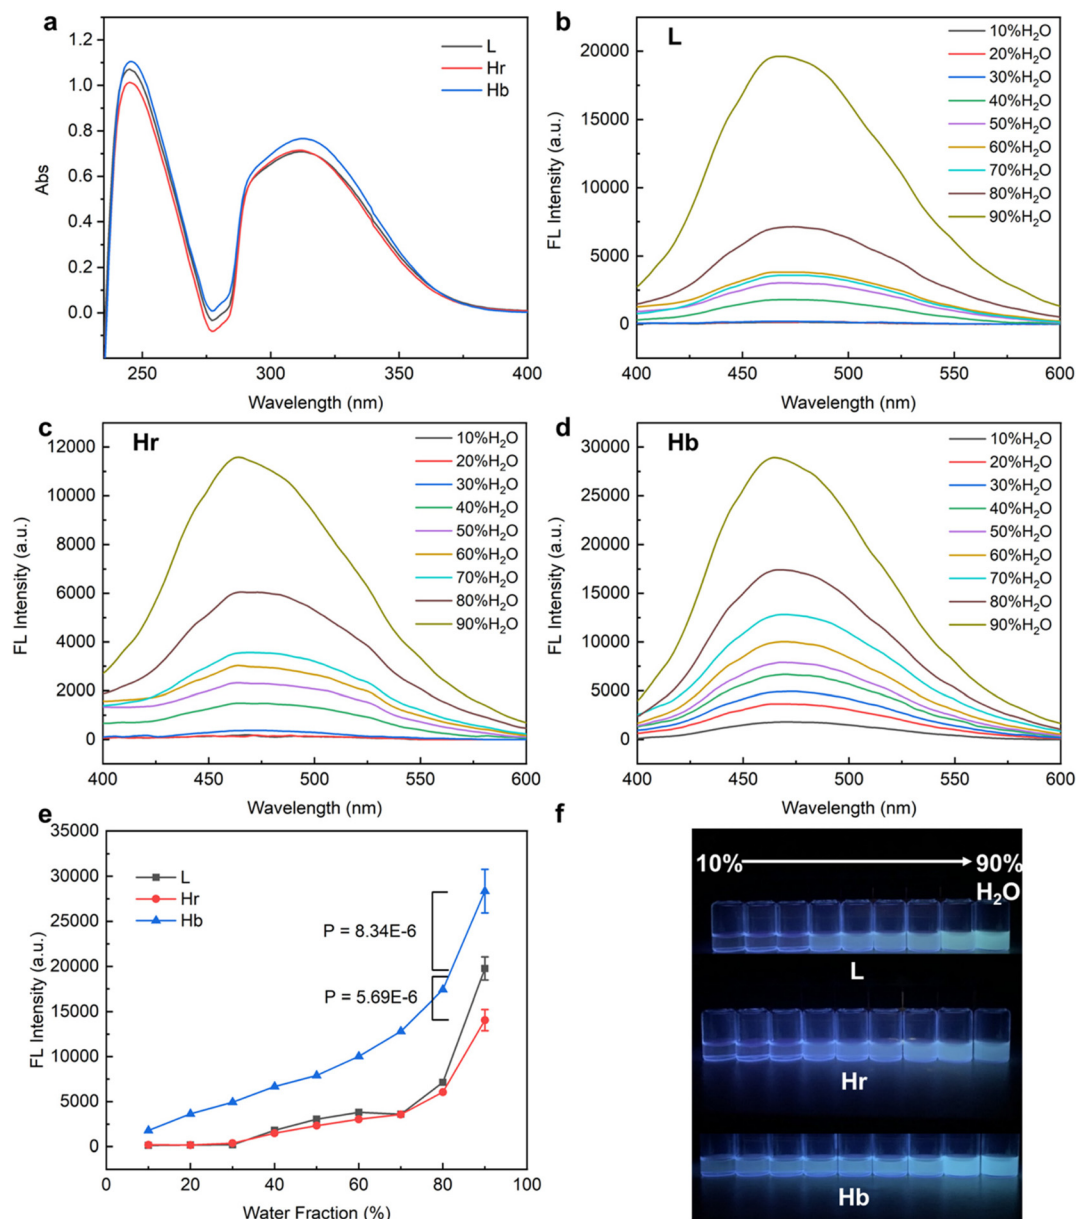 a
1.2
1.0
0.8
0.6
0.4
0.2
0.0
Abs
250
300
350
400
Wavelength (nm)
L
Hr
Hb
b
L
20000
15000
10000
5000
0
FL Intensity (a.u.)
400
450
500
550
600
Wavelength (nm)
10%H₂O
20%H₂O
30%H₂O
40%H₂O
50%H₂O
60%H₂O
70%H₂O
80%H₂O
90%H₂O
c
Hr
12000
10000
8000
6000
4000
2000
0
FL Intensity (a.u.)
400
450
500
550
600
Wavelength (nm)
10%H₂O
20%H₂O
30%H₂O
40%H₂O
50%H₂O
60%H₂O
70%H₂O
80%H₂O
90%H₂O
d
Hb
30000
25000
20000
15000
10000
5000
0
FL Intensity (a.u.)
400
450
500
550
600
Wavelength (nm)
10%H₂O
20%H₂O
30%H₂O
40%H₂O
50%H₂O
60%H₂O
70%H₂O
80%H₂O
90%H₂O
e
35000
30000
25000
20000
15000
10000
5000
0
FL Intensity (a.u.)
0
20
40
60
80
100
Water Fraction (%)
L
Hr
Hb
P = 8.34E-6
P = 5.69E-6
f
10%
90%
H₂O
L
Hr
Hb